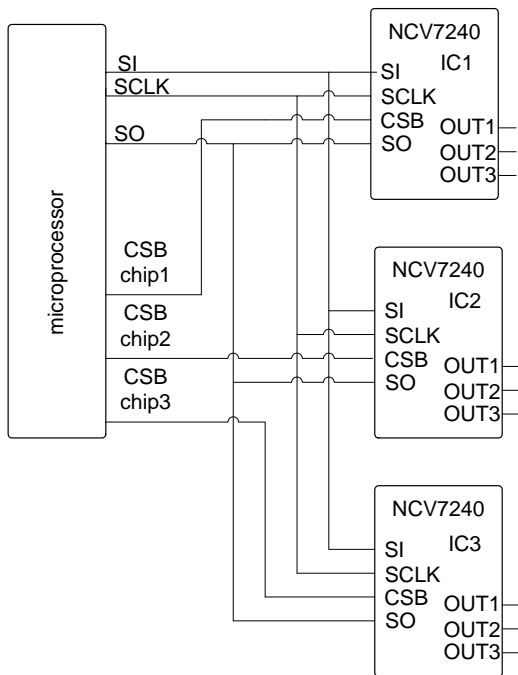 microprocessor
SI
SCLK
SO
CSB
chip1
CSB
chip2
CSB
chip3
NCV7240
IC1
SI
SCLK
CSB
SO
OUT1
OUT2
OUT3
NCV7240
IC2
SI
SCLK
CSB
SO
OUT1
OUT2
OUT3
NCV7240
IC3
SI
SCLK
CSB
SO
OUT1
OUT2
OUT3